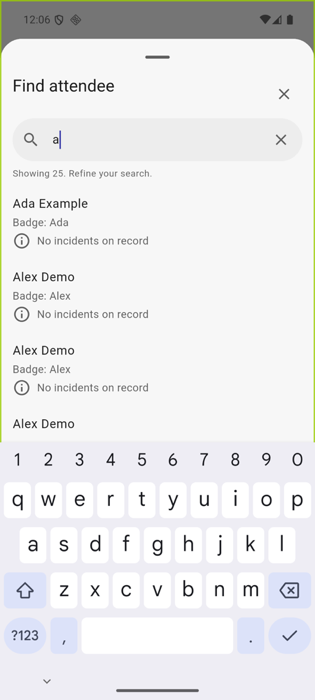 12:06
Find attendee
a
Showing 25. Refine your search.
Ada Example
Badge: Ada
No incidents on record
Alex Demo
Badge: Alex
No incidents on record
Alex Demo
Badge: Alex
No incidents on record
Alex Demo
1 2 3 4 5 6 7 8 9 0
q w e r t y u i o p
a s d f g h j k l
z x c v b n m
?123 , .